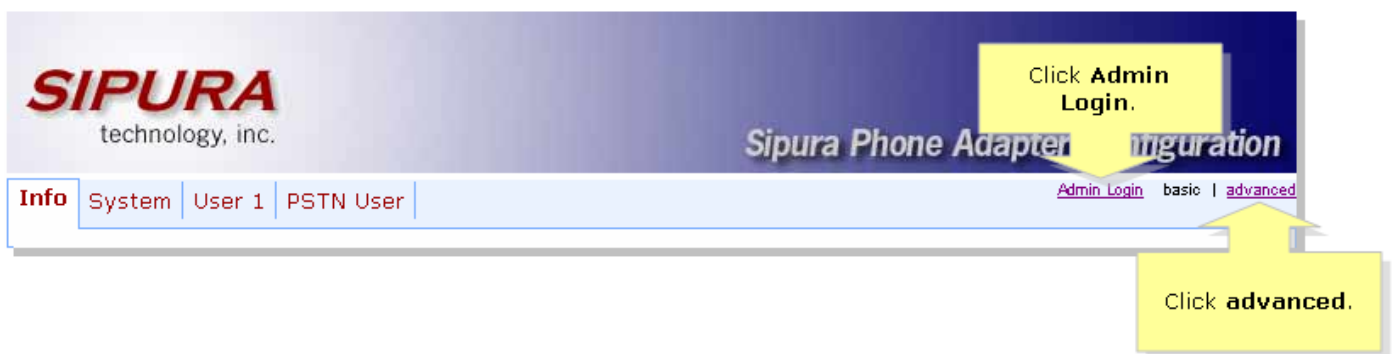 SIPURA
technology, inc.
Click Admin
Login.
Sipura Phone Adapter
Info
System
User 1
PSTN User
Admin Login basic | advanced
Click advanced.